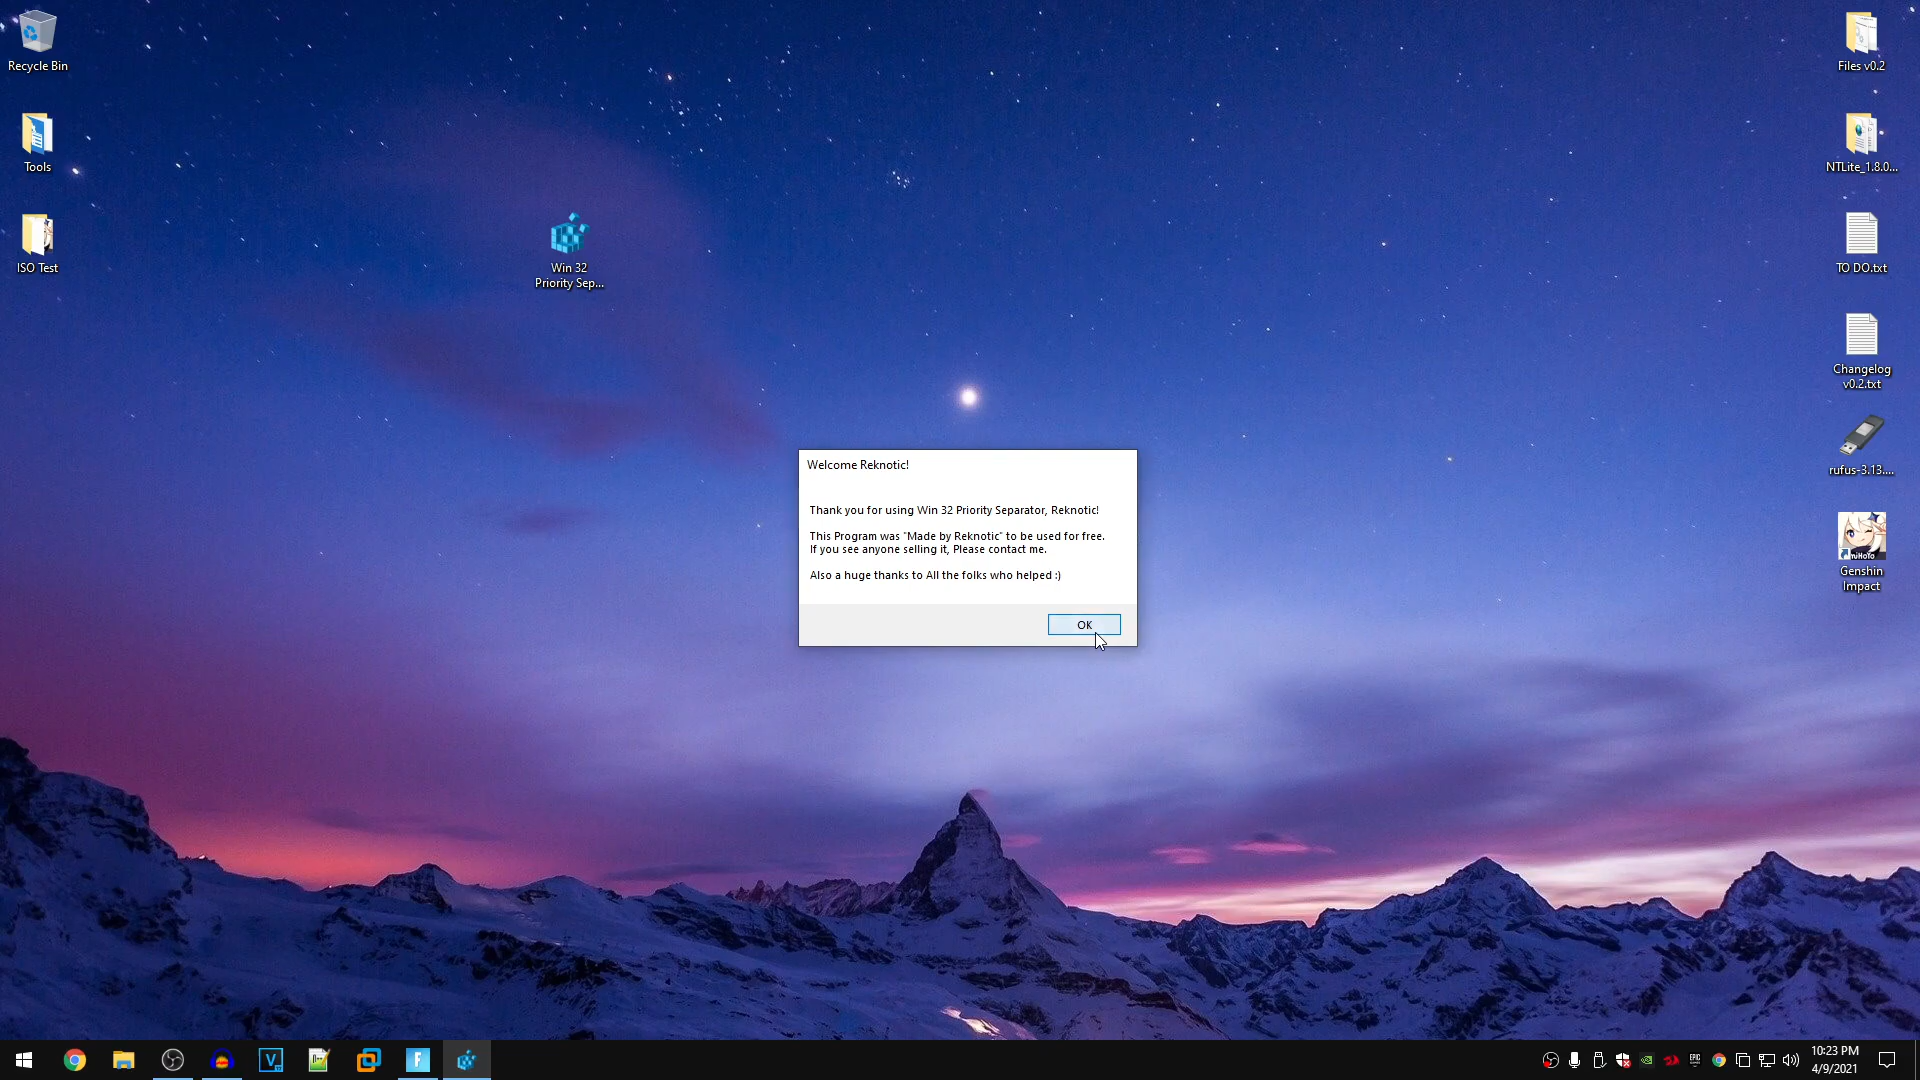 Recycle Bin
Tools
ISO Test
Win 32
Priority Sep...
Files v0.2
NTLite_1.8.0...
TO DO.txt
Changelog
v0.2.txt
rufus-3.13....
miHoYo
Genshin
Impact
Welcome Reknotic!
Thank you for using Win 32 Priority Separator, Reknotic!
This Program was "Made by Reknotic" to be used for free.
If you see anyone selling it, Please contact me.
Also a huge thanks to All the folks who helped :)
OK
V
F
EPIC
10:23 PM
4/9/2021